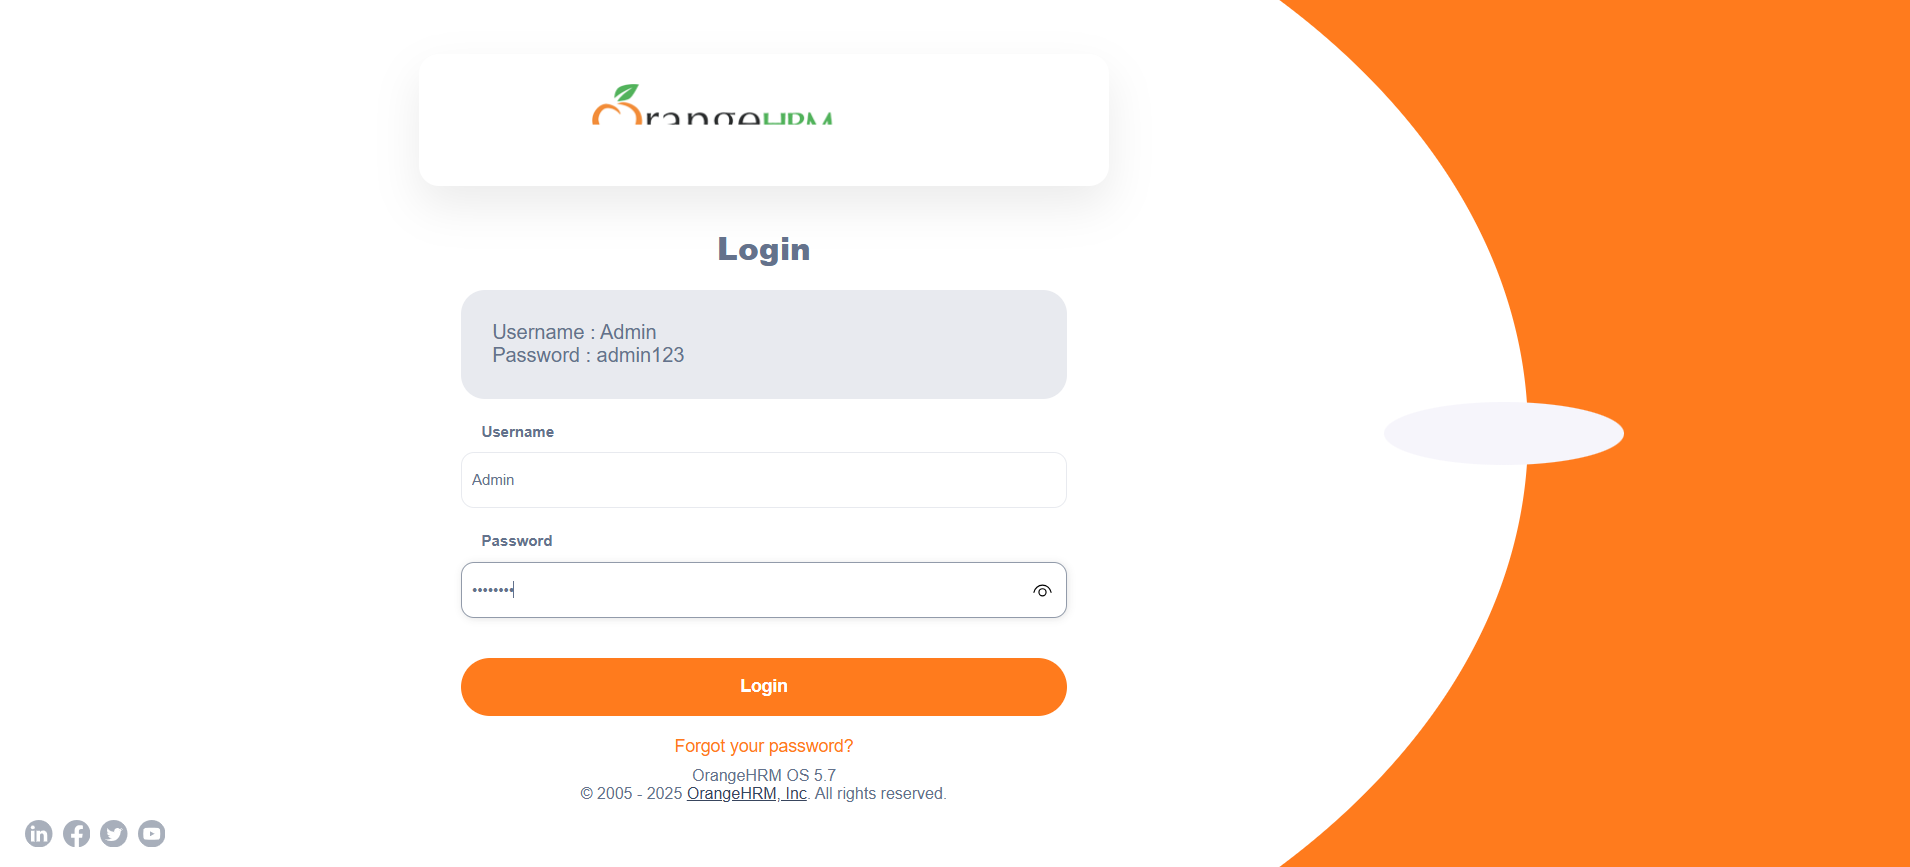 OrangeHRM
Login
Username : Admin
Password : admin123
Username
Admin
Password
••••••••
Login
Forgot your password?
OrangeHRM OS 5.7
© 2005 - 2025 OrangeHRM, Inc. All rights reserved.